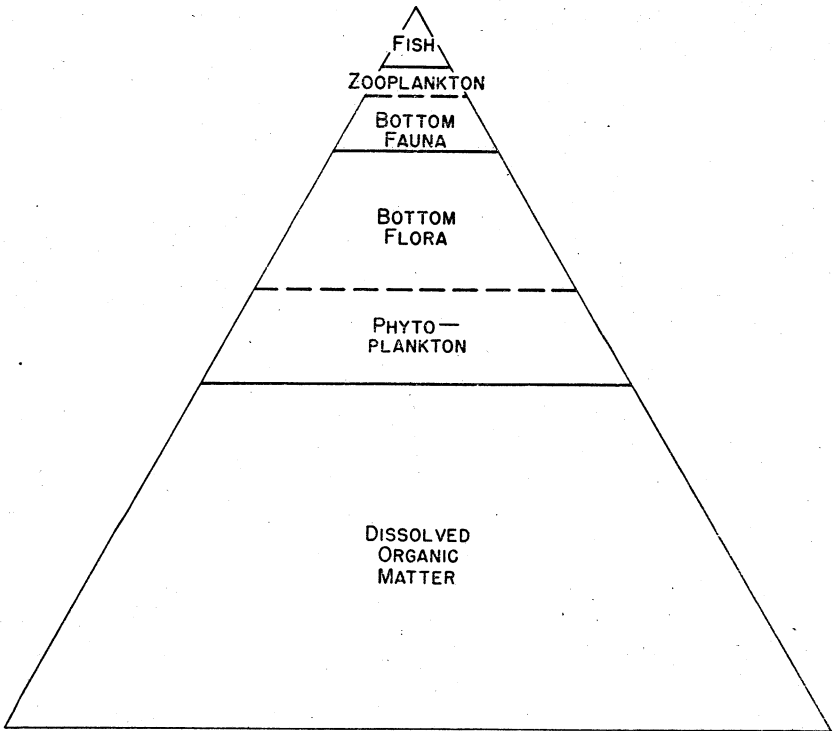 FISH
ZOOPLANKTON
BOTTOM
FAUNA
BOTTOM
FLORA
PHYTO—
PLANKTON
DISSOLVED
ORGANIC
MATTER